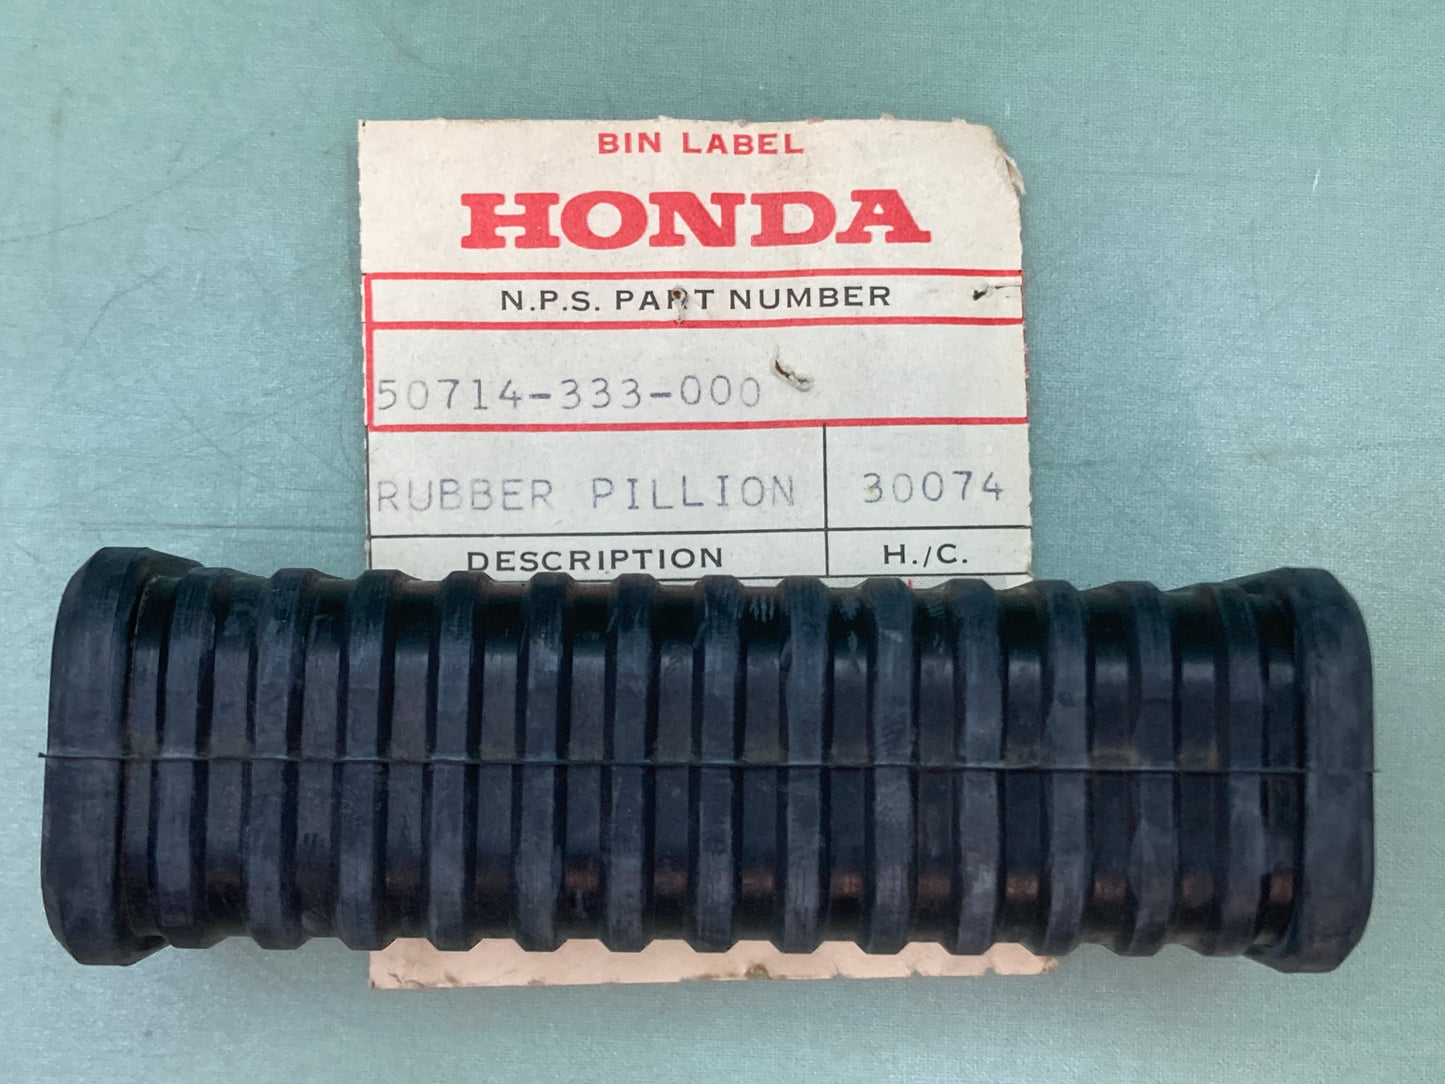 BIN LABEL
HONDA
N.P.S. PART NUMBER
50714-333-000
RUBBER PILLION 30074
DESCRIPTION H./C.